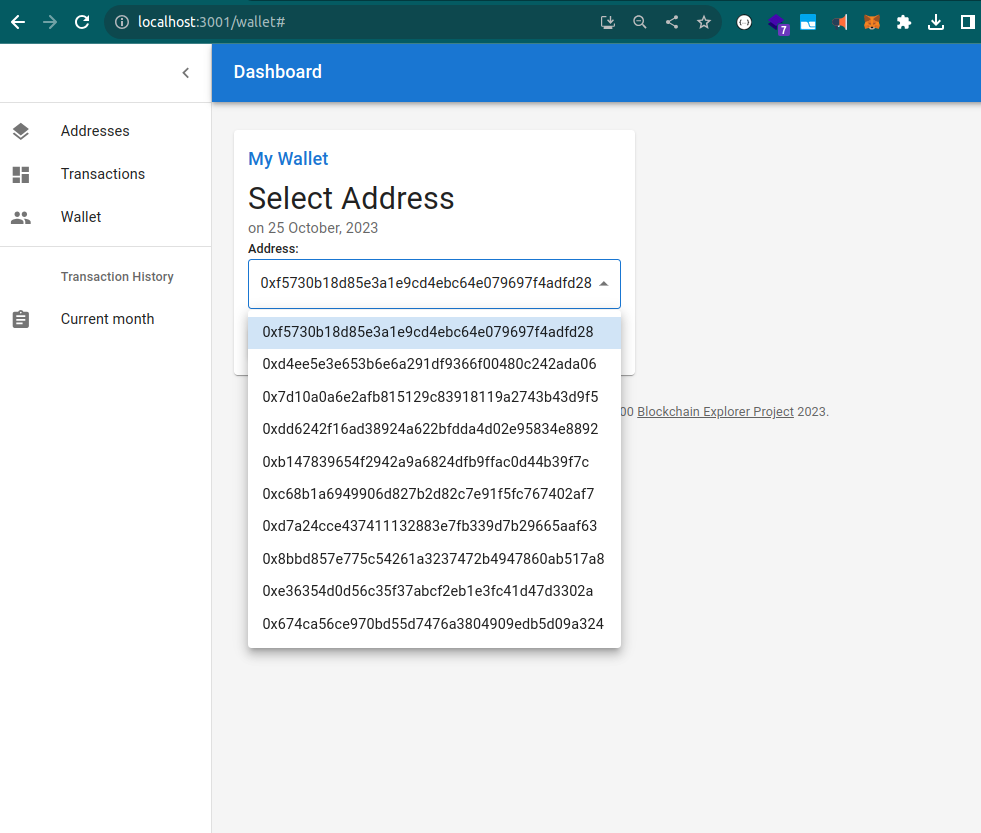 localhost:3001/wallet#
7
Dashboard
Addresses
Transactions
Wallet
Transaction History
Current month
My Wallet
Select Address
on 25 October, 2023
Address:
0xf5730b18d85e3a1e9cd4ebc64e079697f4adfd28
0xf5730b18d85e3a1e9cd4ebc64e079697f4adfd28
0xd4ee5e3e653b6e6a291df9366f00480c242ada06
0x7d10a0a6e2afb815129c83918119a2743b43d9f5
0xdd6242f16ad38924a622bfdda4d02e95834e8892
0xb147839654f2942a9a6824dfb9ffac0d44b39f7c
0xc68b1a6949906d827b2d82c7e91f5fc767402af7
0xd7a24cce437411132883e7fb339d7b29665aaf63
0x8bbd857e775c54261a3237472b4947860ab517a8
0xe36354d0d56c35f37abcf2eb1e3fc41d47d3302a
0x674ca56ce970bd55d7476a3804909edb5d09a324
00 Blockchain Explorer Project 2023.